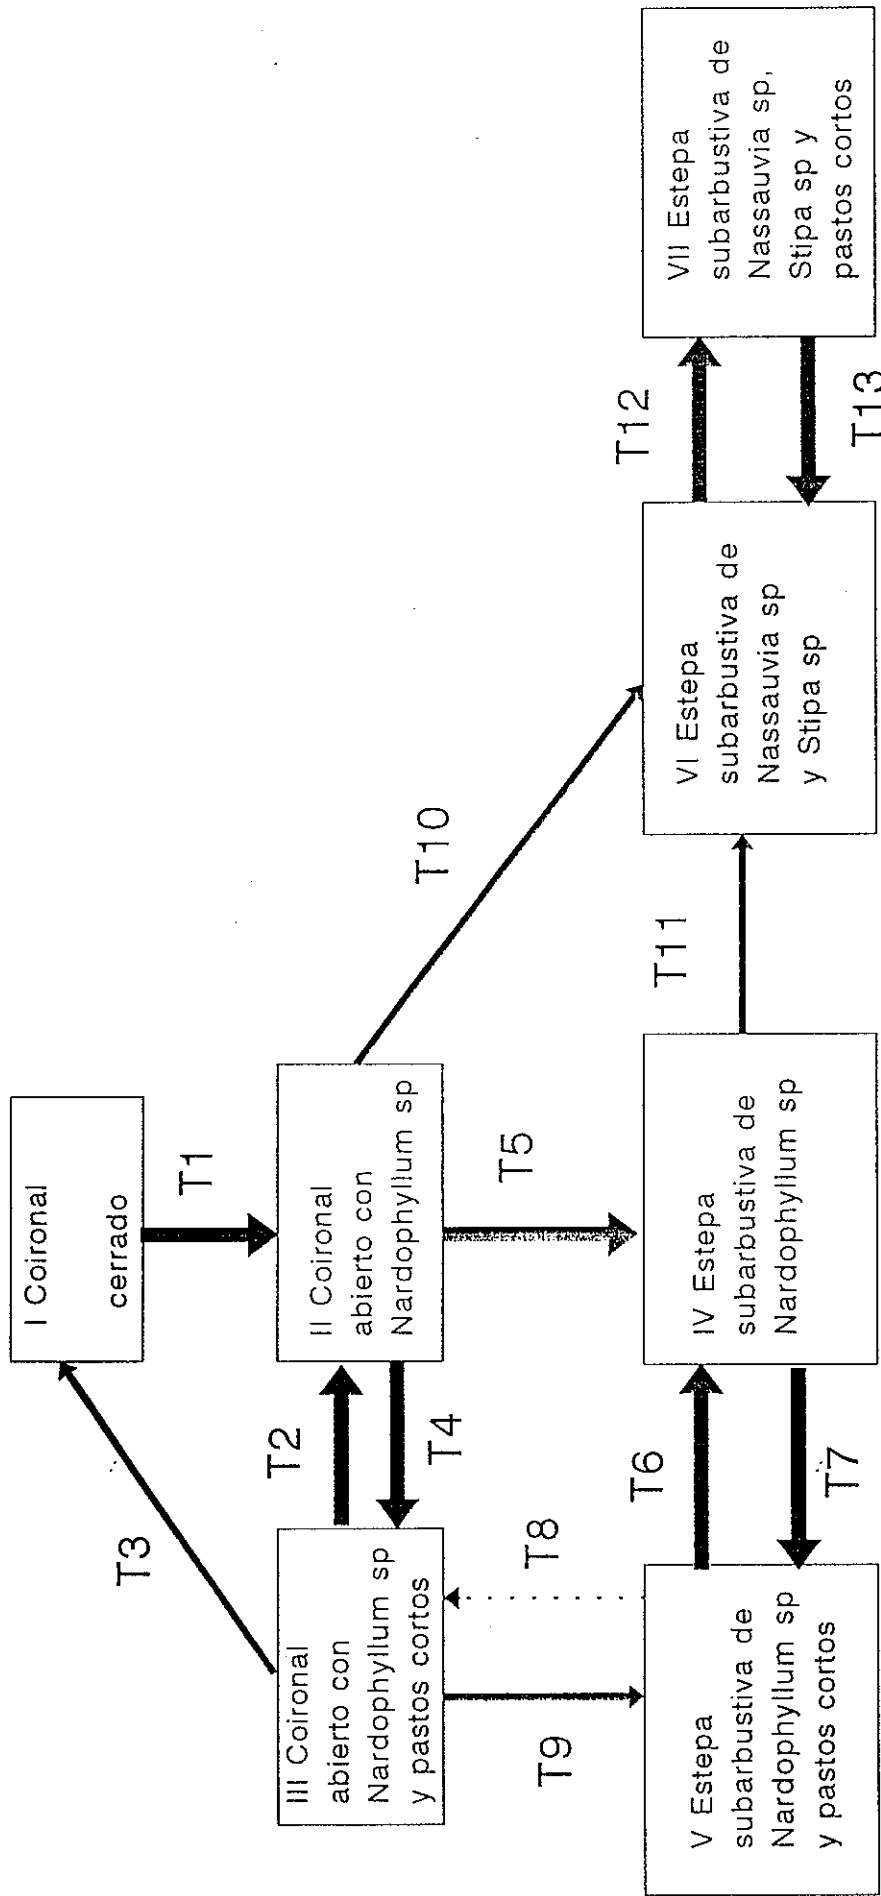 I Coironal
cerrado
T3
T1
III Coironal
abierto con
Nardophyllum sp
y pastos cortos
T2
T4
II Coironal
abierto con
Nardophyllum sp
T10
T9
T8
T5
V Estepa
subarbustiva de
Nardophyllum sp
y pastos cortos
T6
T7
IV Estepa
subarbustiva de
Nardophyllum sp
T11
VI Estepa
subarbustiva de
Nassauvia sp
y Stipa sp
T12
T13
VII Estepa
subarbustiva de
Nassauvia sp,
Stipa sp y
pastos cortos